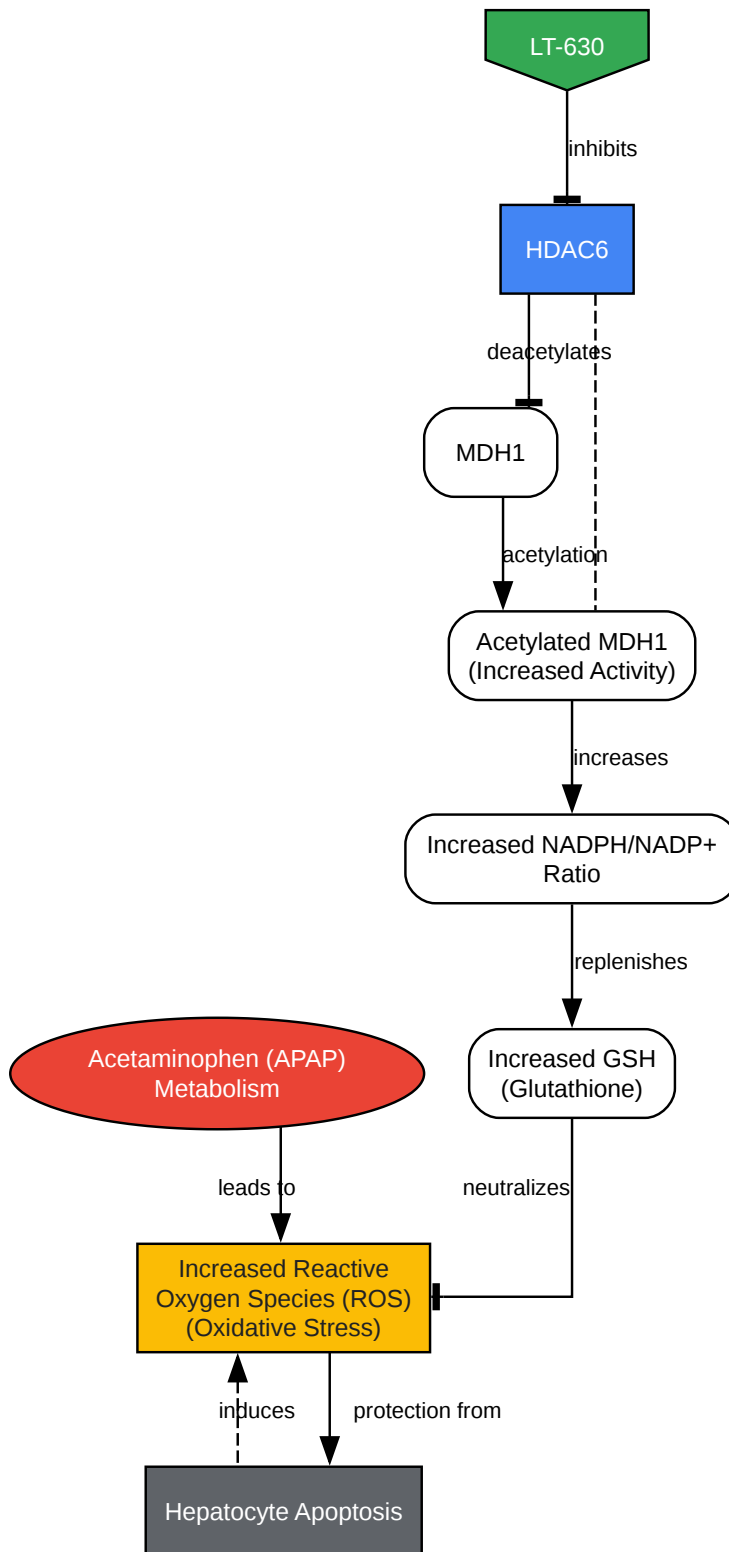 LT-630
inhibits
HDAC6
deacetylates
MDH1
acetylation
Acetylated MDH1
(Increased Activity)
increases
Increased NADPH/NADP+
Ratio
replenishes
Acetaminophen (APAP)
Metabolism
Increased GSH
(Glutathione)
leads to
neutralizes
Increased Reactive
Oxygen Species (ROS)
(Oxidative Stress)
induces
protection from
Hepatocyte Apoptosis